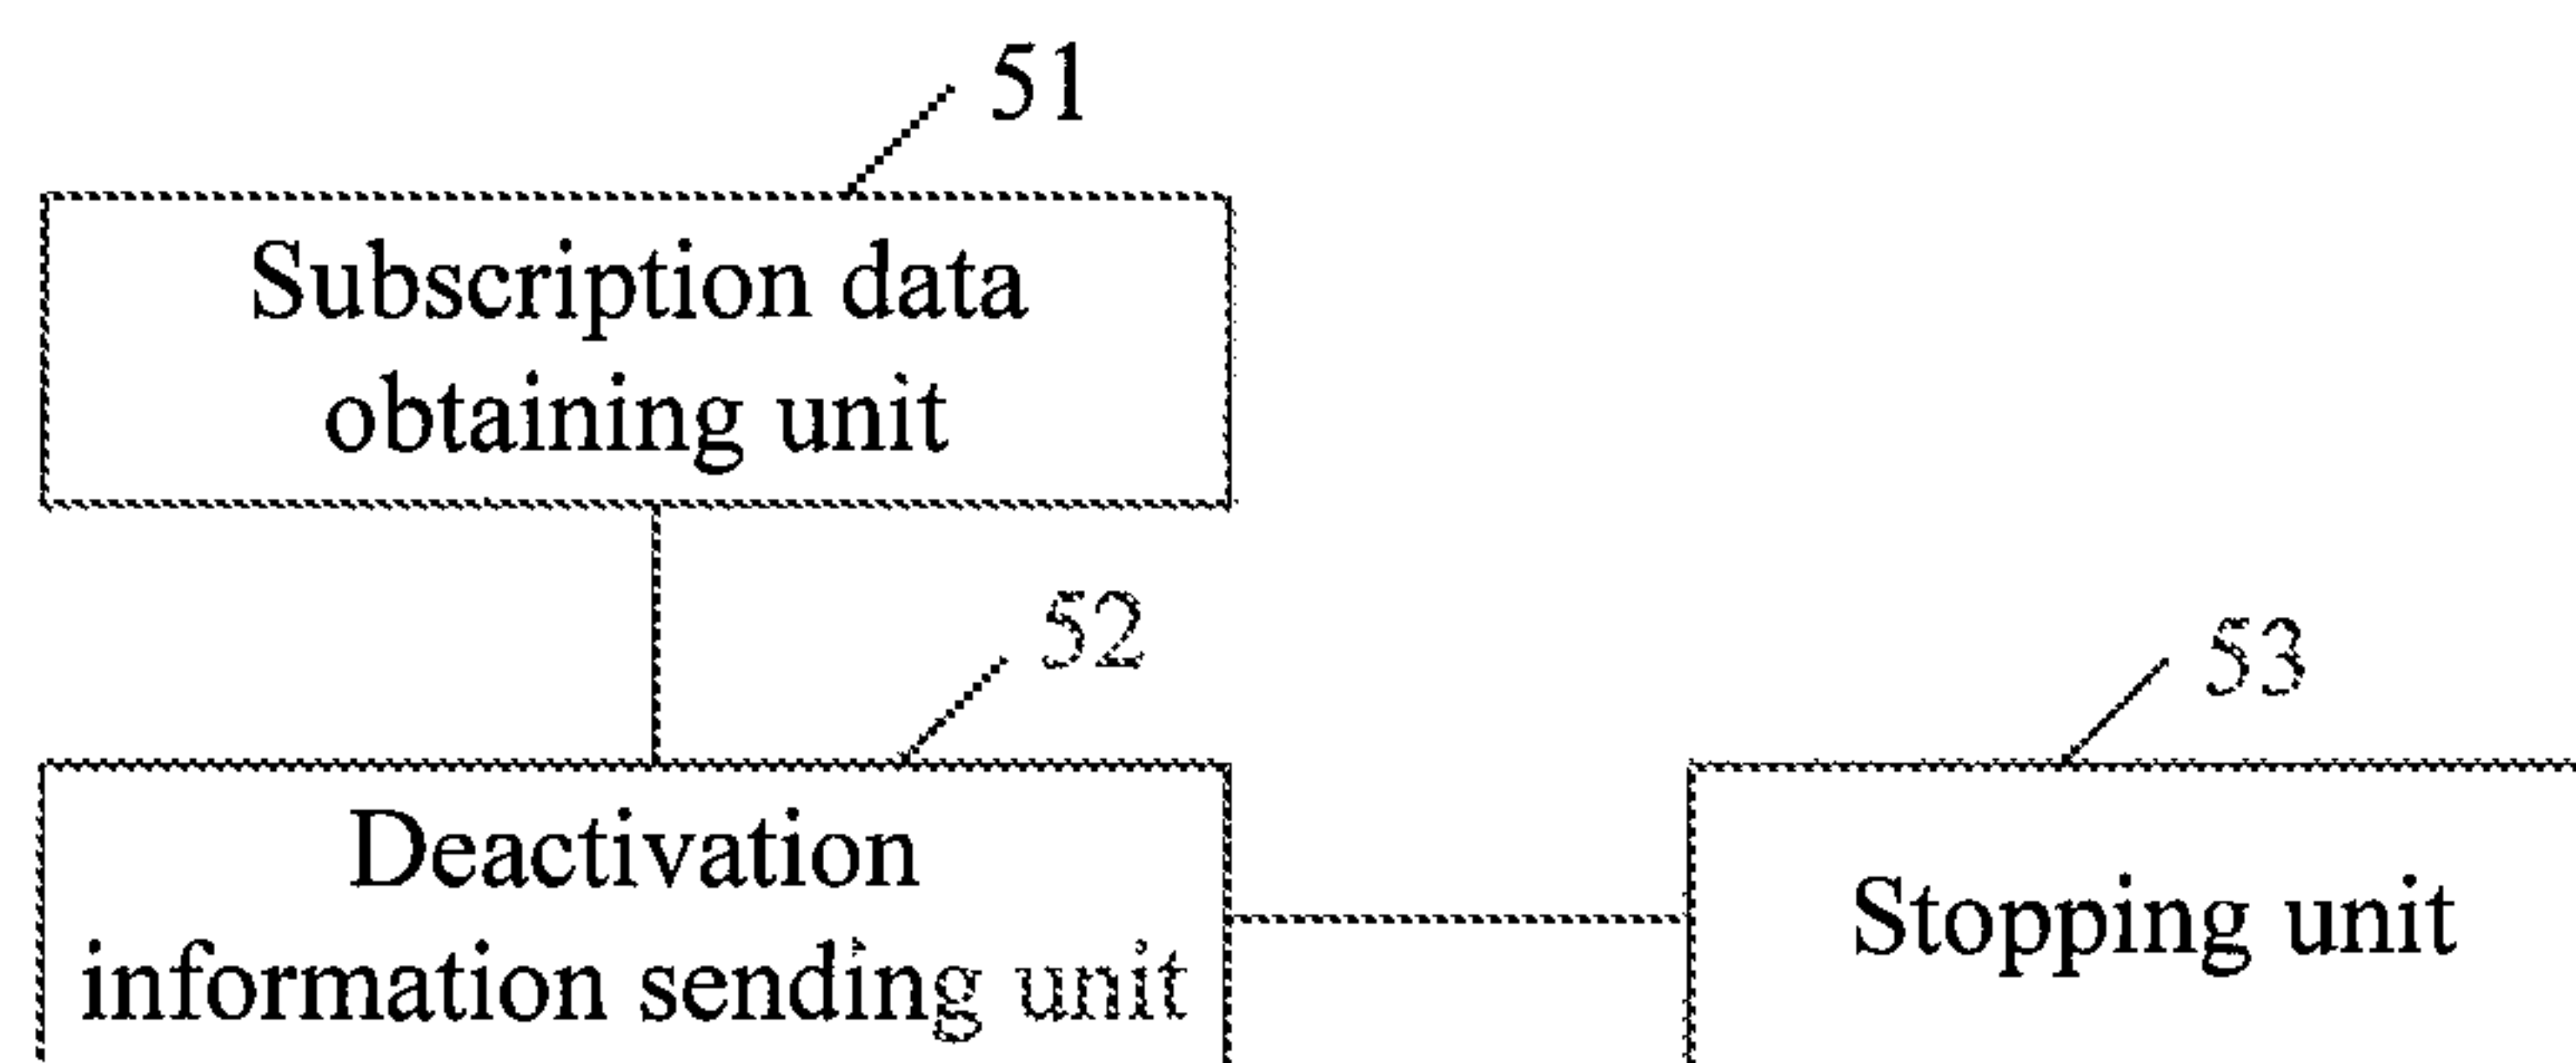 51
Subscription data
obtaining unit
52
53
Deactivation
information sending unit
Stopping unit